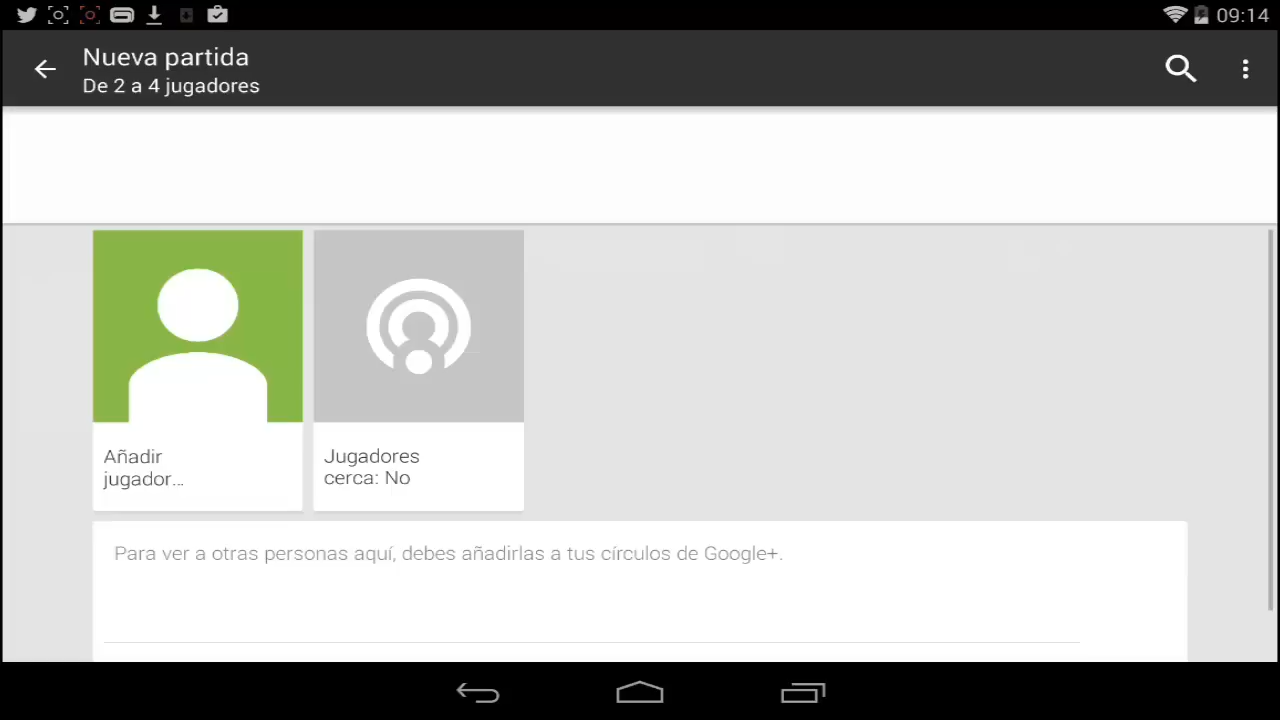 09:14
Nueva partida
De 2 a 4 jugadores
Añadir
jugador...
Jugadores
cerca: No
Para ver a otras personas aquí, debes añadirlas a tus círculos de Google+.